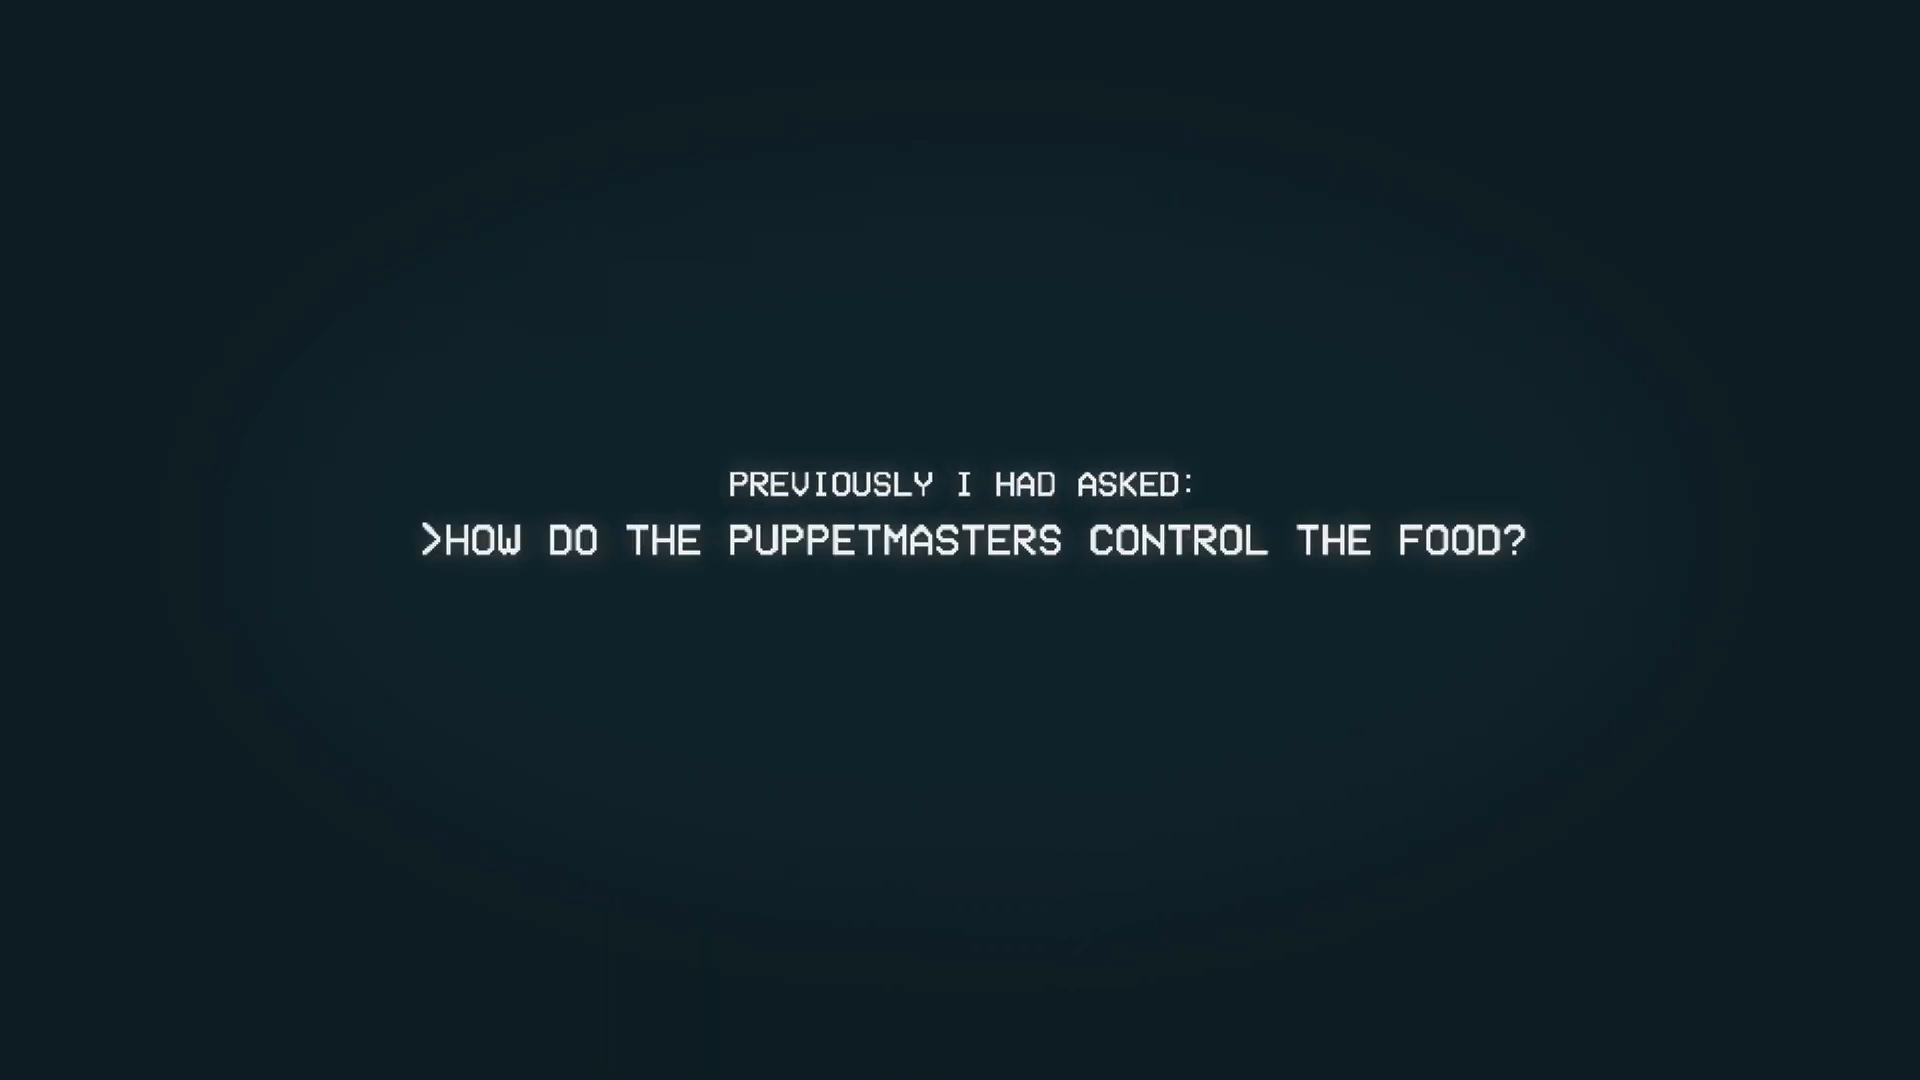 PREVIOUSLY I HAD ASKED:
>HOW DO THE PUPPETMASTERS CONTROL THE FOOD?